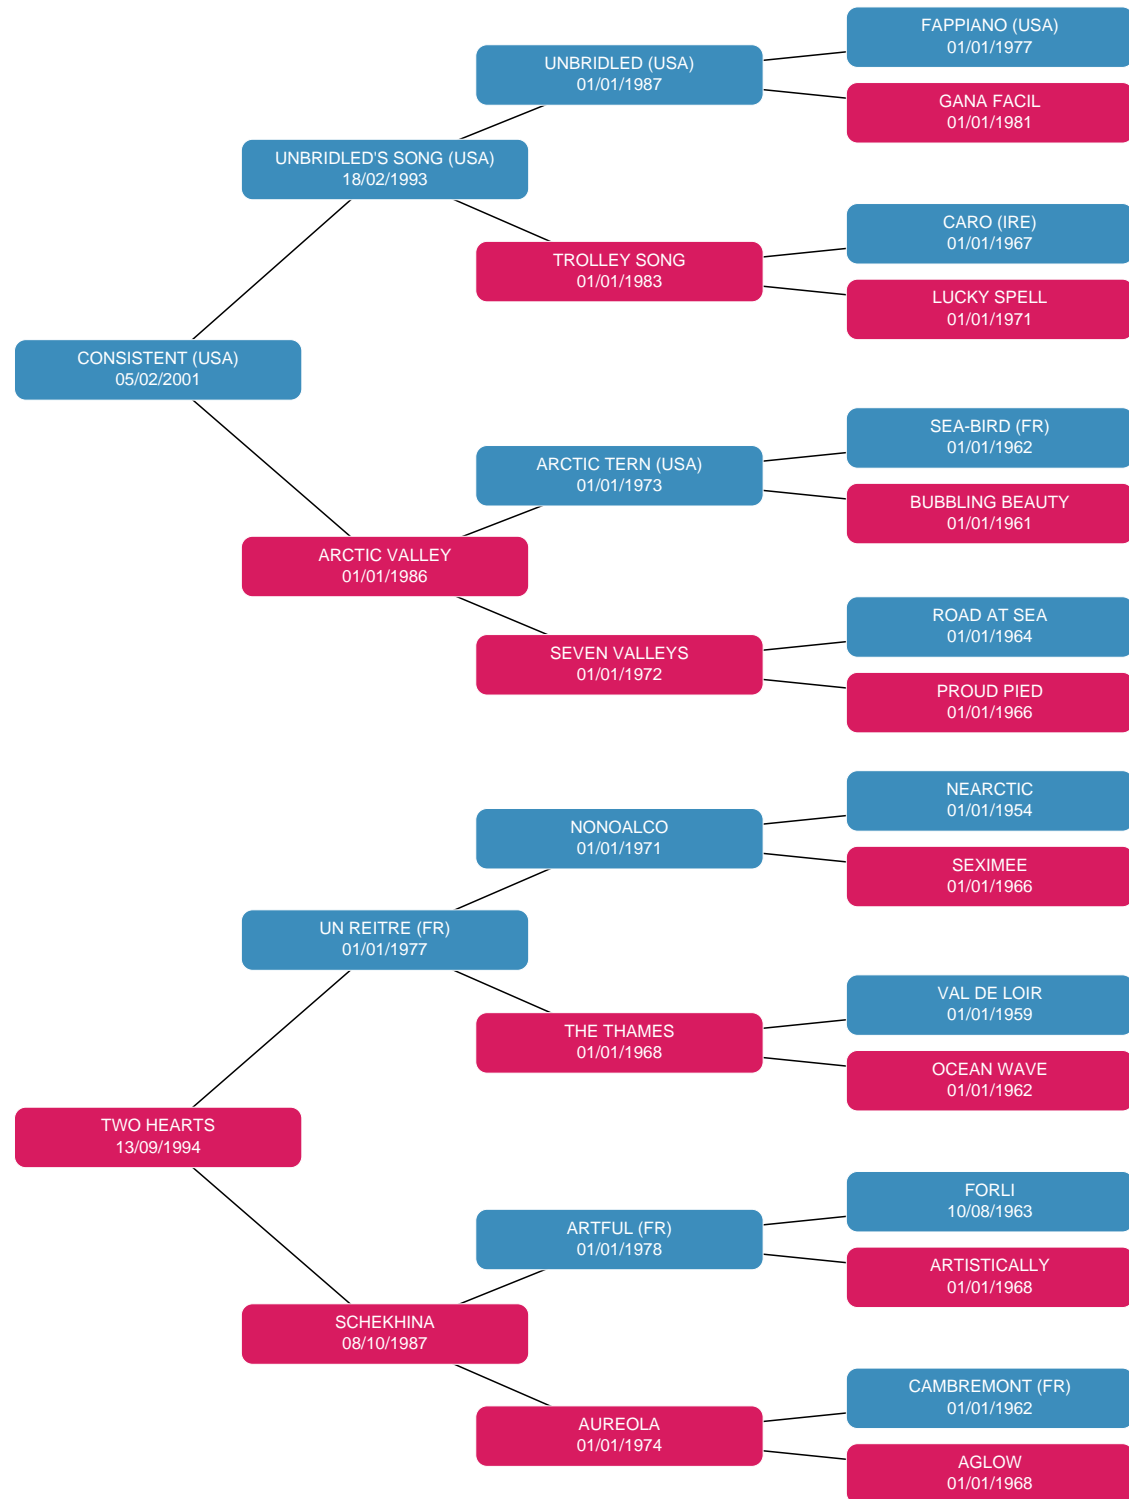 FAPPIANO (USA)
01/01/1977
UNBRIDLED (USA)
01/01/1987
GANA FACIL
01/01/1981
UNBRIDLED'S SONG (USA)
18/02/1993
CARO (IRE)
01/01/1967
TROLLEY SONG
01/01/1983
LUCKY SPELL
01/01/1971
CONSISTENT (USA)
05/02/2001
SEA-BIRD (FR)
01/01/1962
ARCTIC TERN (USA)
01/01/1973
BUBBLING BEAUTY
01/01/1961
ARCTIC VALLEY
01/01/1986
ROAD AT SEA
01/01/1964
SEVEN VALLEYS
01/01/1972
PROUD PIED
01/01/1966
NEARCTIC
01/01/1954
NONOALCO
01/01/1971
SEXIMEE
01/01/1966
UN REITRE (FR)
01/01/1977
VAL DE LOIR
01/01/1959
THE THAMES
01/01/1968
OCEAN WAVE
01/01/1962
TWO HEARTS
13/09/1994
FORLI
10/08/1963
ARTFUL (FR)
01/01/1978
ARTISTICALLY
01/01/1968
SCHEKHINA
08/10/1987
CAMBREMONT (FR)
01/01/1962
AUREOLA
01/01/1974
AGLOW
01/01/1968